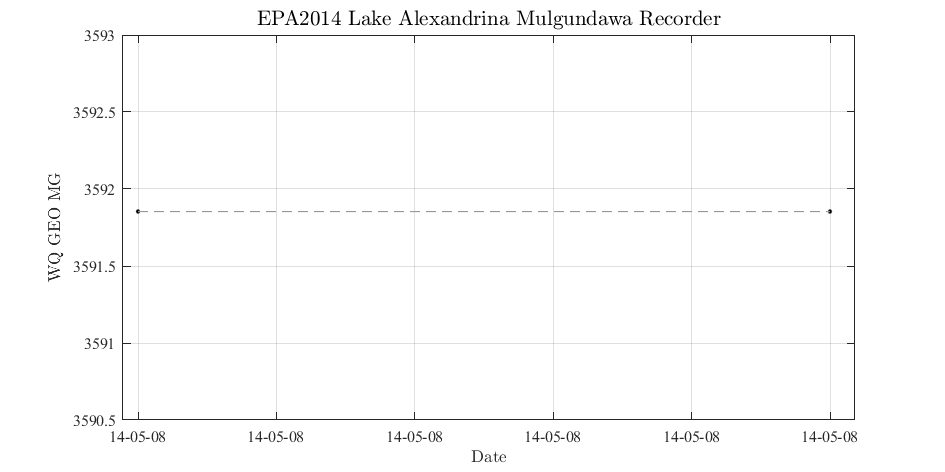 EPA2014 Lake Alexandrina Mulgundawa Recorder
3593
3592.5
3592
3591.5
3591
3590.5
WQ GEO MG
14-05-08 14-05-08 14-05-08 14-05-08 14-05-08 14-05-08
Date